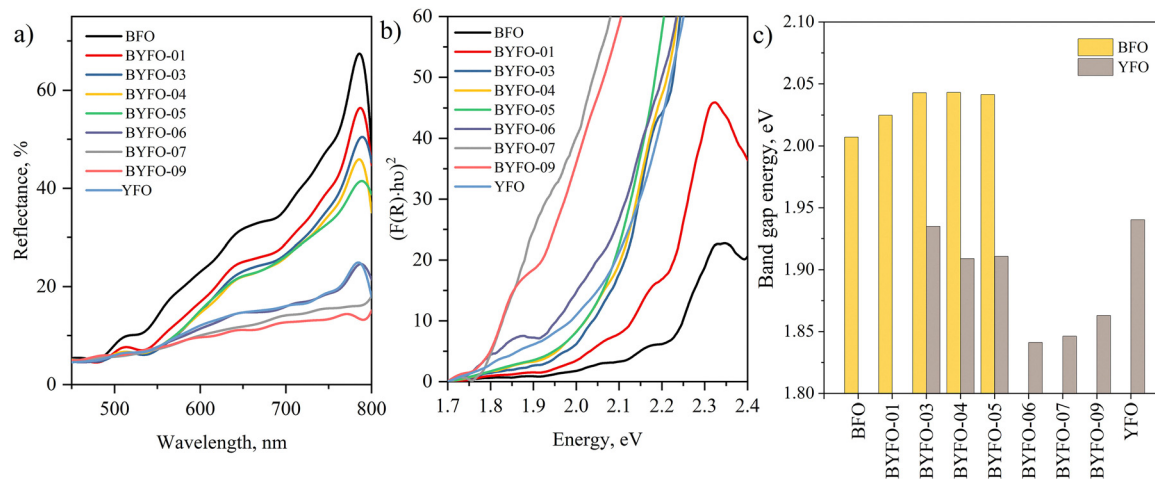 a)
BFO
BYFO-01
BYFO-03
BYFO-04
BYFO-05
BYFO-06
BYFO-07
BYFO-09
YFO
Reflectance, %
60
40
20
0
500
600
700
800
Wavelength, nm
b)
BFO
BYFO-01
BYFO-03
BYFO-04
BYFO-05
BYFO-06
BYFO-07
BYFO-09
YFO
(F(R)·hυ)²
60
50
40
30
20
10
0
1.7
1.8
1.9
2.0
2.1
2.2
2.3
2.4
Energy, eV
c)
BFO
YFO
Band gap energy, eV
2.10
2.05
2.00
1.95
1.90
1.85
1.80
BFO
BYFO-01
BYFO-03
BYFO-04
BYFO-05
BYFO-06
BYFO-07
BYFO-09
YFO